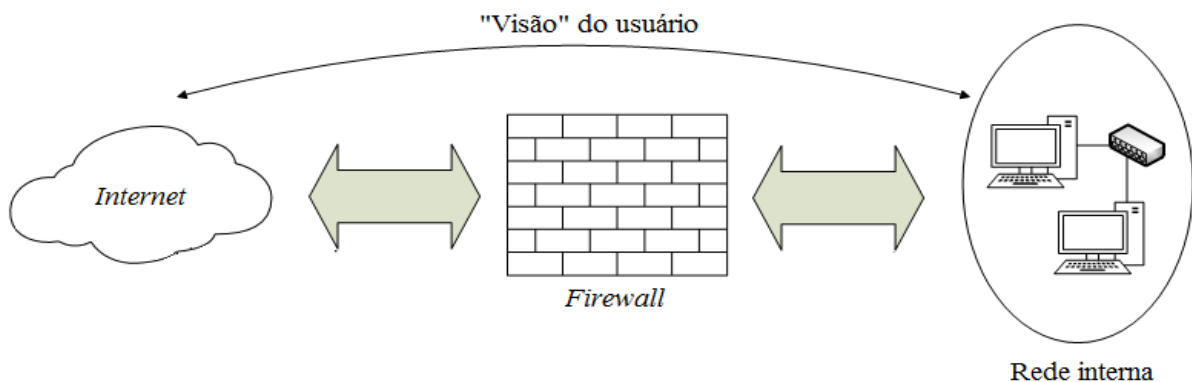 "Visão" do usuário
Internet
Firewall
Rede interna